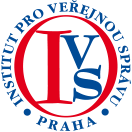 INSTITUT PRO VEŘEJNOU SPRÁVU
IVS
• PRAHA •